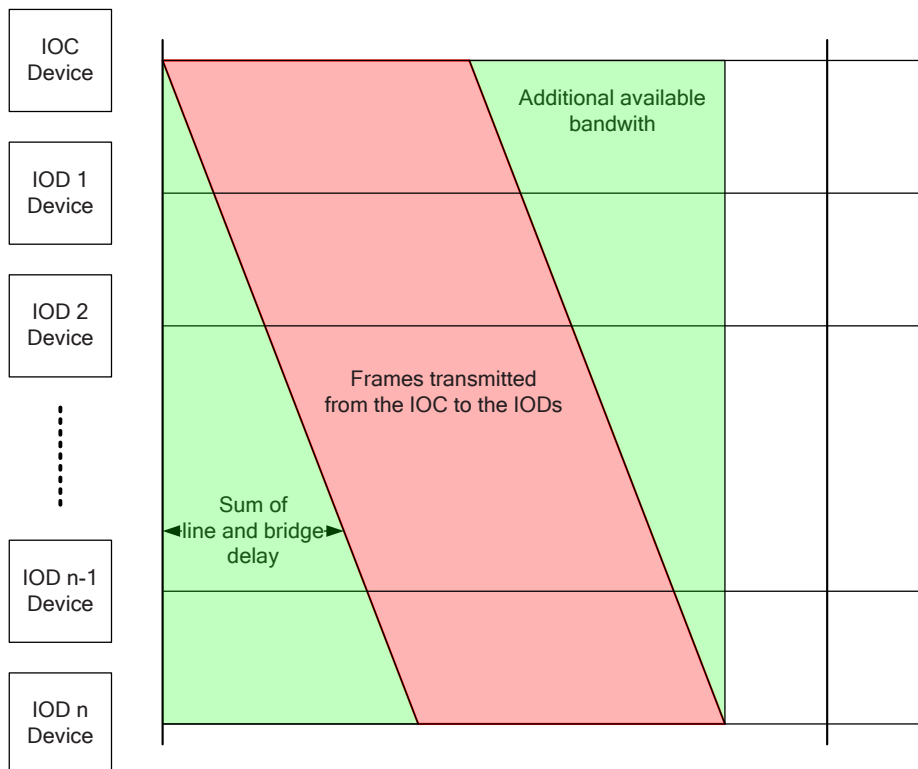 IOC
Device
Additional available
bandwith
IOD 1
Device
IOD 2
Device
Frames transmitted
from the IOC to the IODs
Sum of
line and bridge
delay
IOD n-1
Device
IOD n
Device